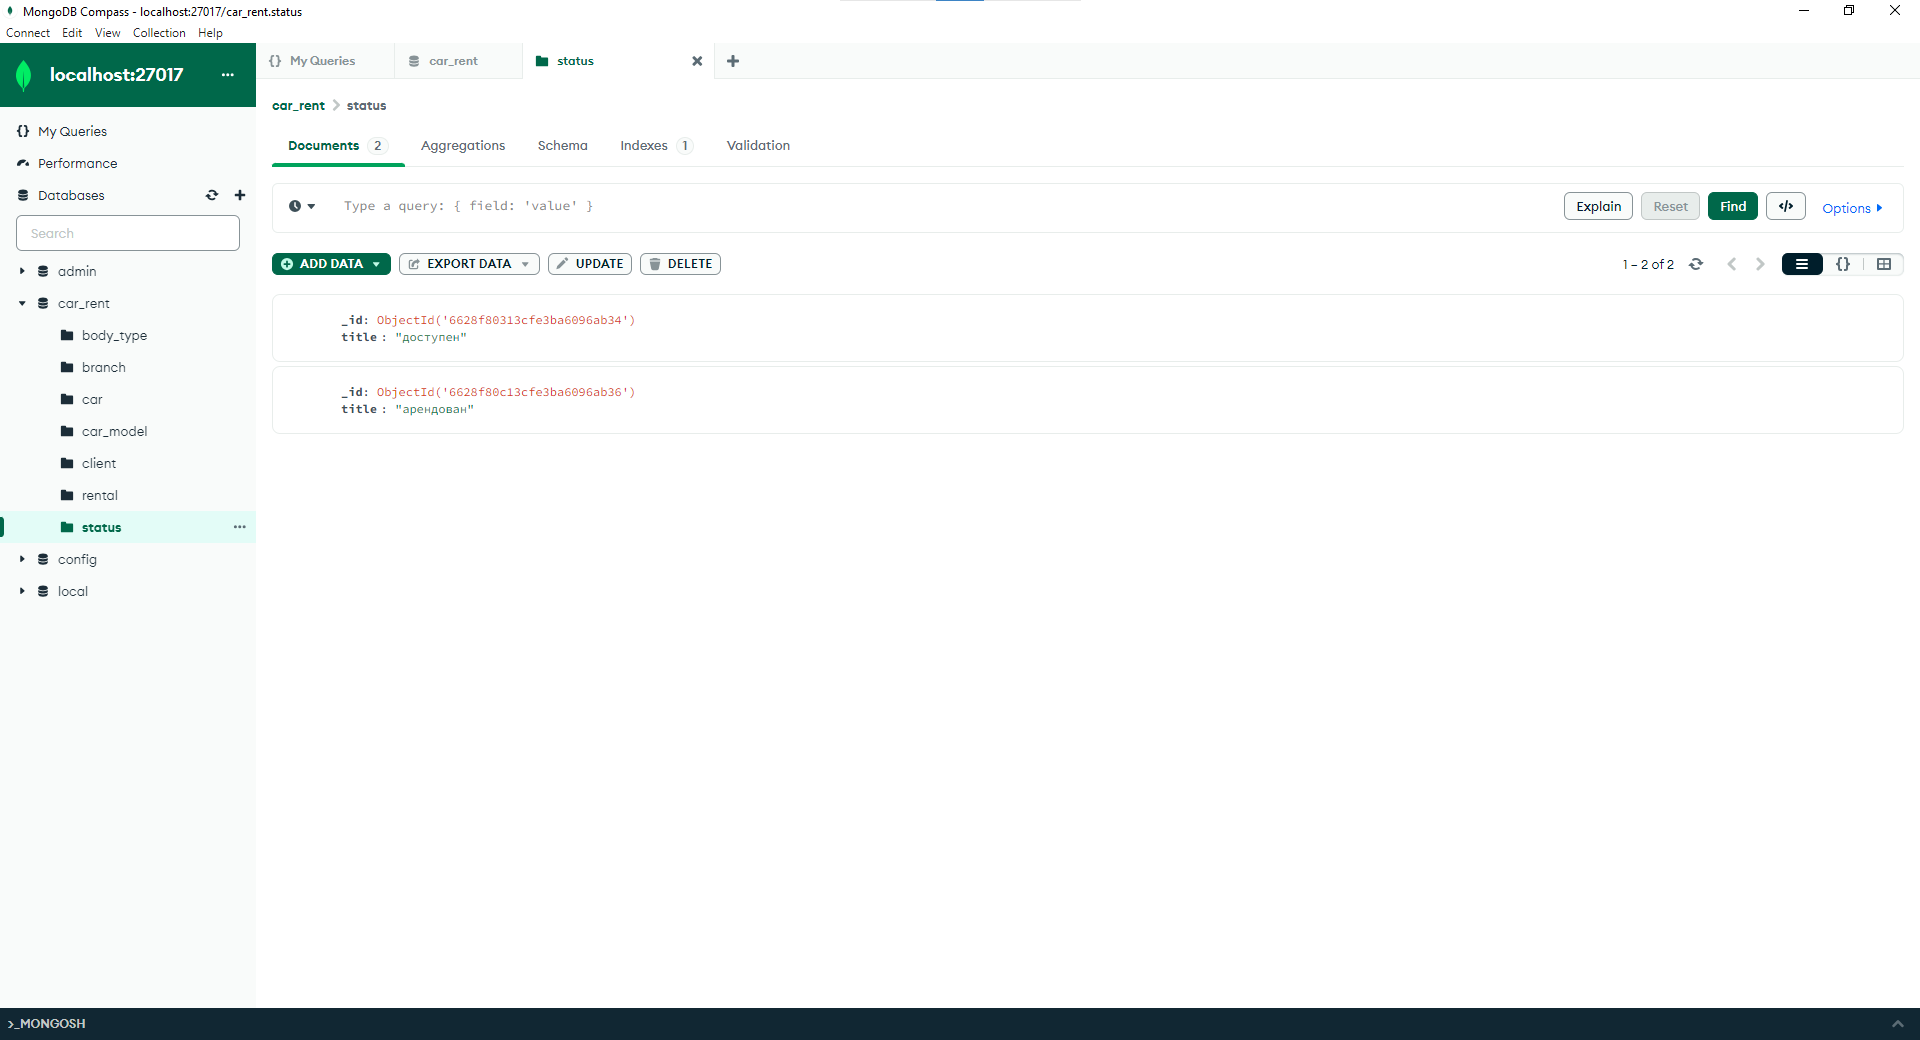 MongoDB Compass - localhost:27017/car_rent.status
Connect Edit View Collection Help
localhost:27017
My Queries
car_rent
status
car_rent > status
My Queries
Performance
Databases
Search
admin
car_rent
body_type
branch
car
car_model
client
rental
status
config
local
Documents 2 Aggregations Schema Indexes 1 Validation
Type a query: { field: 'value' }
Explain Reset Find </> Options
ADD DATA EXPORT DATA UPDATE DELETE
1 – 2 of 2 {}
_id: ObjectId('6628f80313cfe3ba6096ab34')
title : "доступен"
_id: ObjectId('6628f80c13cfe3ba6096ab36')
title : "арендован"
>_MONGOSH